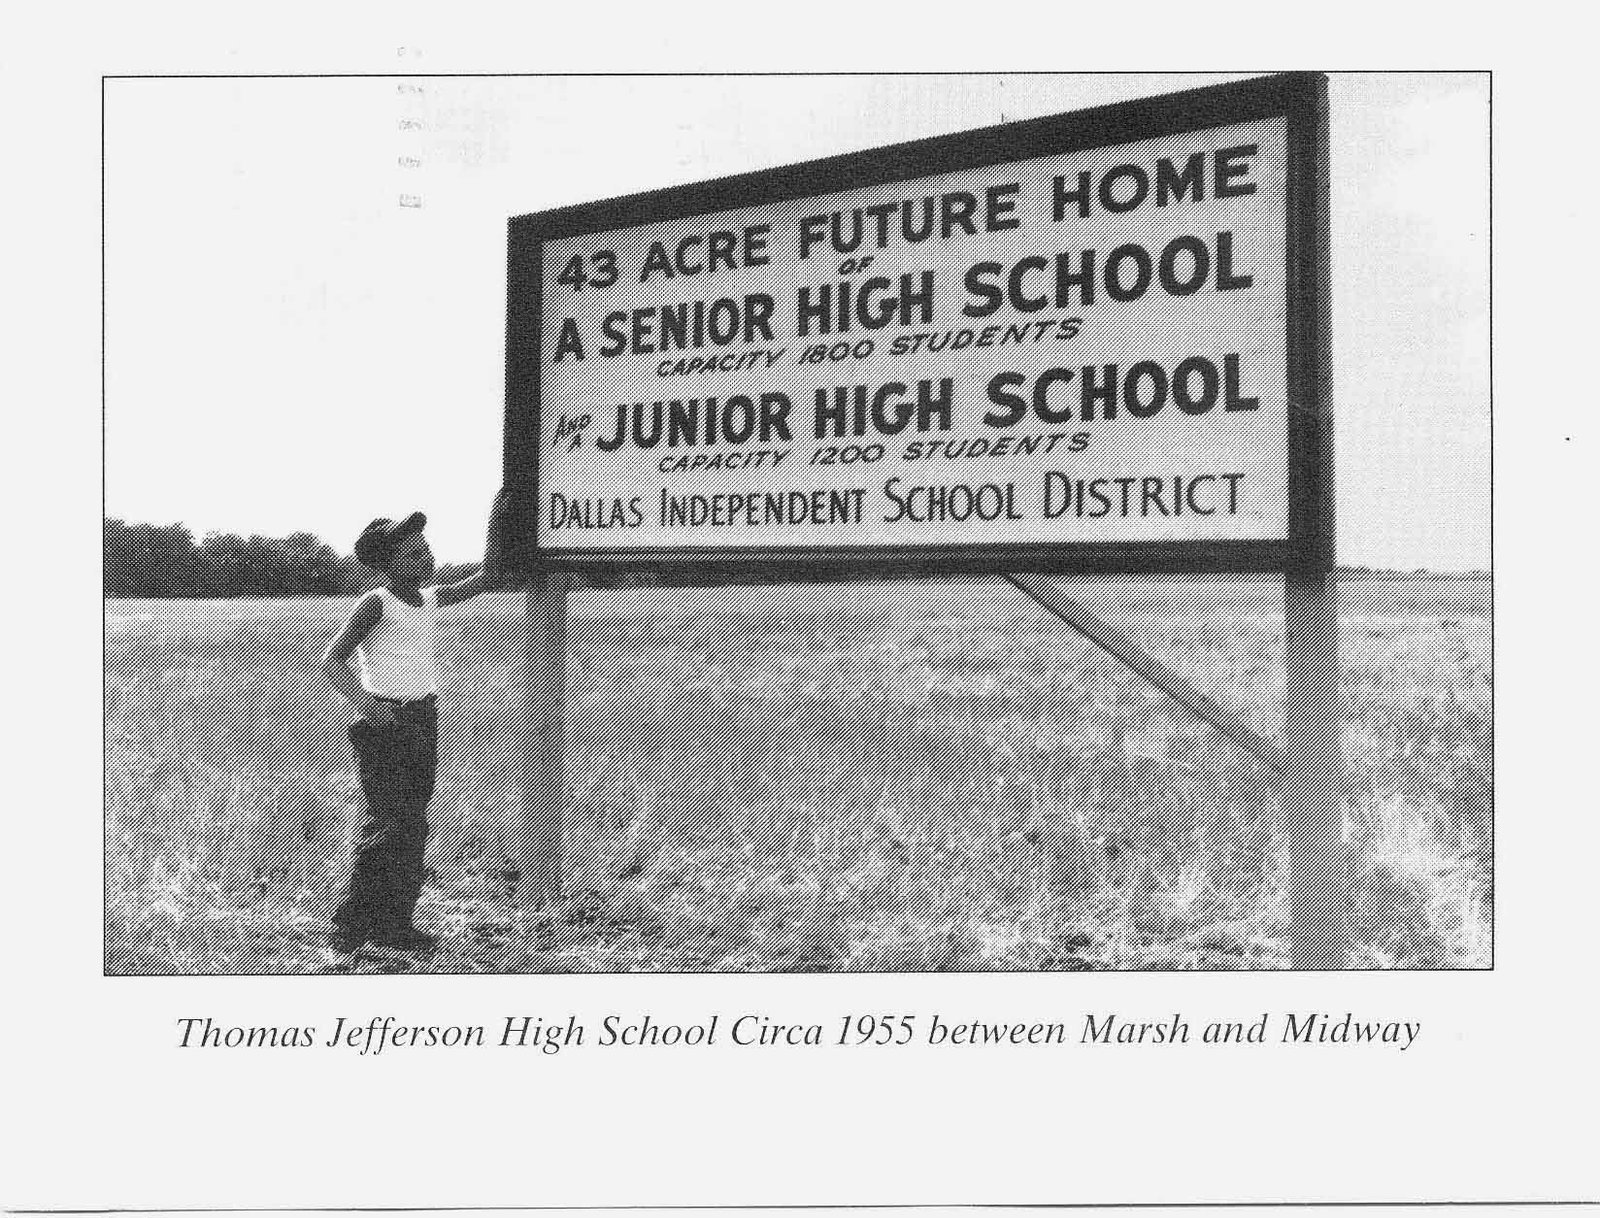 43 ACRE FUTURE HOME
OF
A SENIOR HIGH SCHOOL
CAPACITY 1800 STUDENTS
AND A JUNIOR HIGH SCHOOL
CAPACITY 1200 STUDENTS
DALLAS INDEPENDENT SCHOOL DISTRICT
Thomas Jefferson High School Circa 1955 between Marsh and Midway